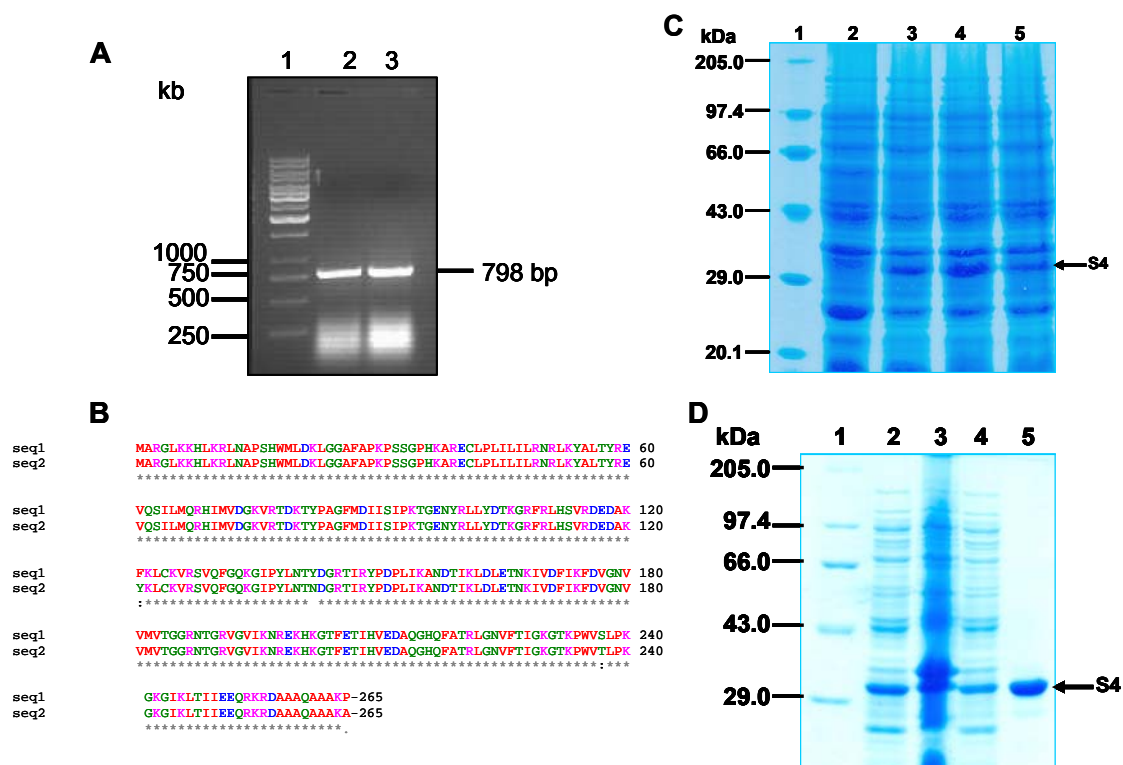 A
1 2 3
kb
1000
750
500
250
798 bp
B
seq1 MARGLKKHLKRLNAPSHWMLDKLGGAFAPKPSSGPHKARECLPLILILRNRLKYALTYRE 60
seq2 MARGLKKHLKRLNAPSHWMLDKLGGAFAPKPSSGPHKARECLPLILILRNRLKYALTYRE 60
************************************************************
seq1 VQSILMQRHIMVDGKVRTDKTYPAGFMDIISIPKTGENYRLLYDTKGRFRLHSVRDEDAK 120
seq2 VQSILMQRHIMVDGKVRTDKTYPAGFMDIISIPKTGENYRLLYDTKGRFRLHSVRDEDAK 120
************************************************************
seq1 FKLCKVRSVQFGQKGIPYLNTYDGRTIRYPDPLIKANDTIKLDLETNKIVDFIKFDVGNV 180
seq2 YKLCKVRSVQFGQKGIPYLNTNDGRTIRYPDPLIKANDTIKLDLETNKIVDFIKFDVGNV 180
:******************** **************************************
seq1 VMVTGGRNTGRVGVIKNREKHKGTFETIHVEDAQGHQFATRLGNVFTIGKGTKPWVSLPK 240
seq2 VMVTGGRNTGRVGVIKNREKHKGTFETIHVEDAQGHQFATRLGNVFTIGKGTKPWVTLPK 240
********************************************************:***
seq1 GKGIKLTIIEEQRKRDAAAQAAAKP-265
seq2 GKGIKLTIIEEQRKRDAAAQAAAKA-265
************************.
C
kDa 1 2 3 4 5
205.0
97.4
66.0
43.0
29.0
20.1
S4
D
kDa 1 2 3 4 5
205.0
97.4
66.0
43.0
29.0
S4